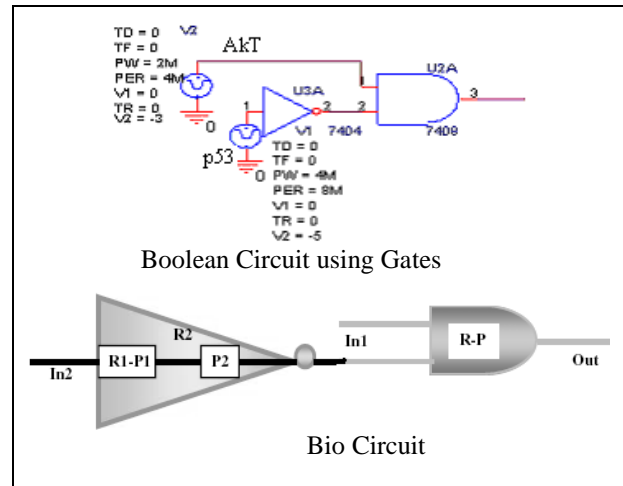 TD = 0
V2
TF = 0
AkT
PW = 2M
PER = 4M
V1 = 0
TR = 0
V2 = -3
0
U2A
1
2
3
7408
U3A
1
2
7404
p53
0
V1
TD = 0
TF = 0
PW = 4M
PER = 8M
V1 = 0
TR = 0
V2 = -5
Boolean Circuit using Gates
R2
R1-P1
P2
In2
In1
R-P
Out
Bio Circuit